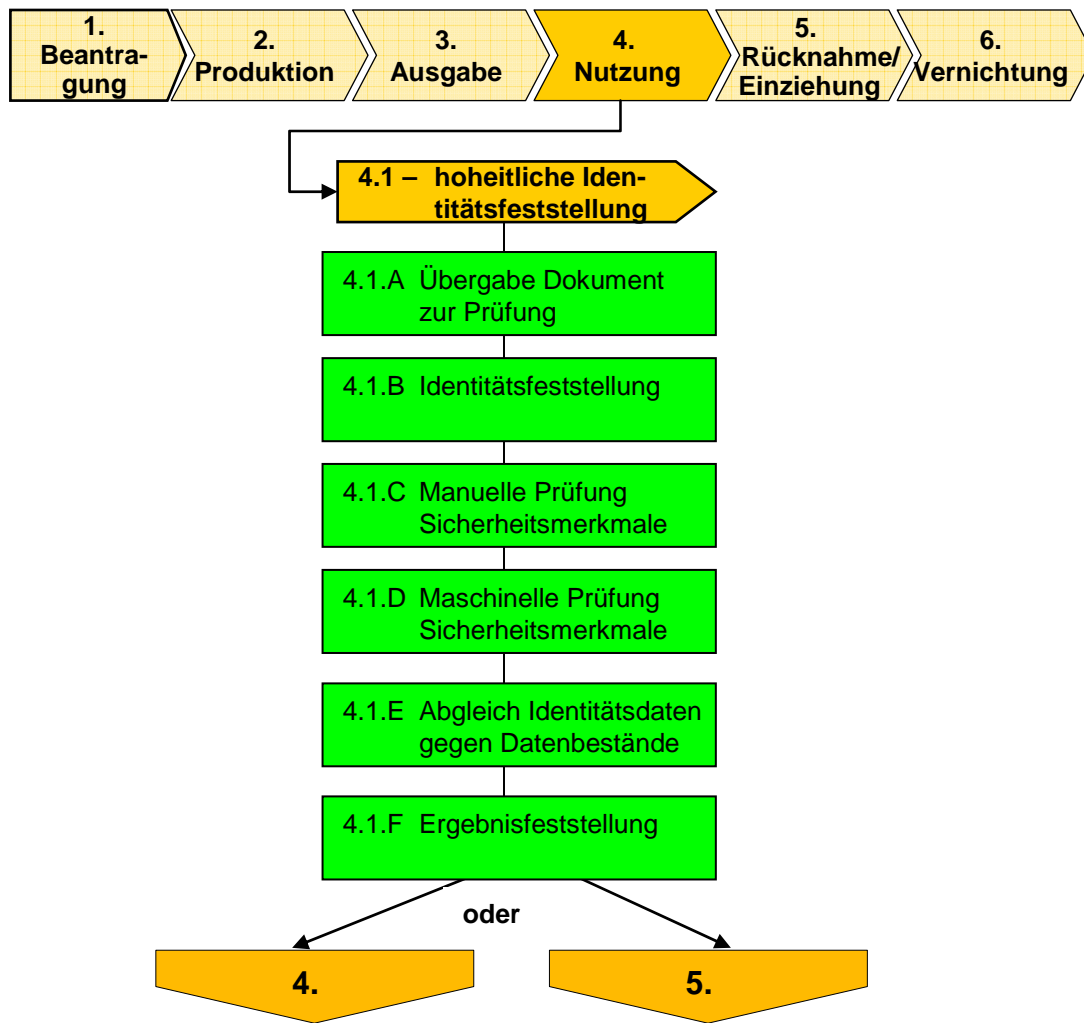 1.
Beantra-
gung
2.
Produktion
3.
Ausgabe
4.
Nutzung
5.
Rücknahme/
Einziehung
6.
Vernichtung
4.1 – hoheitliche Iden-
titätsfeststellung
4.1.A Übergabe Dokument
zur Prüfung
4.1.B Identitätsfeststellung
4.1.C Manuelle Prüfung
Sicherheitsmerkmale
4.1.D Maschinelle Prüfung
Sicherheitsmerkmale
4.1.E Abgleich Identitätsdaten
gegen Datenbestände
4.1.F Ergebnisfeststellung
oder
4.
5.